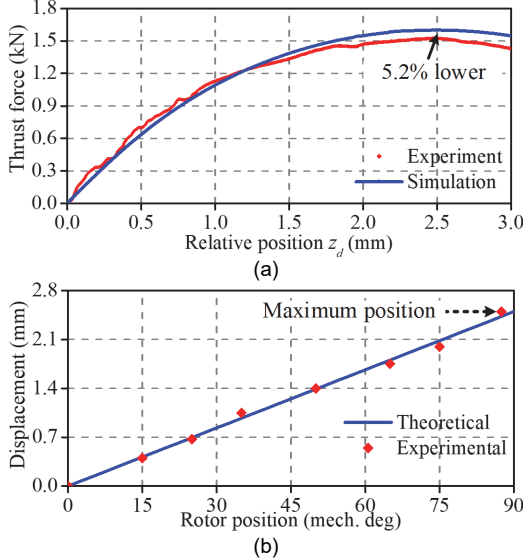 1.8
1.5
1.2
0.9
0.6
0.3
0.0
Thrust force (kN)
5.2% lower
Experiment
Simulation
0.0 0.5 1.0 1.5 2.0 2.5 3.0
Relative position z_d (mm)
(a)
2.8
2.1
1.4
0.7
0.0
Displacement (mm)
Maximum position
Theoretical
Experimental
0 15 30 45 60 75 90
Rotor position (mech. deg)
(b)